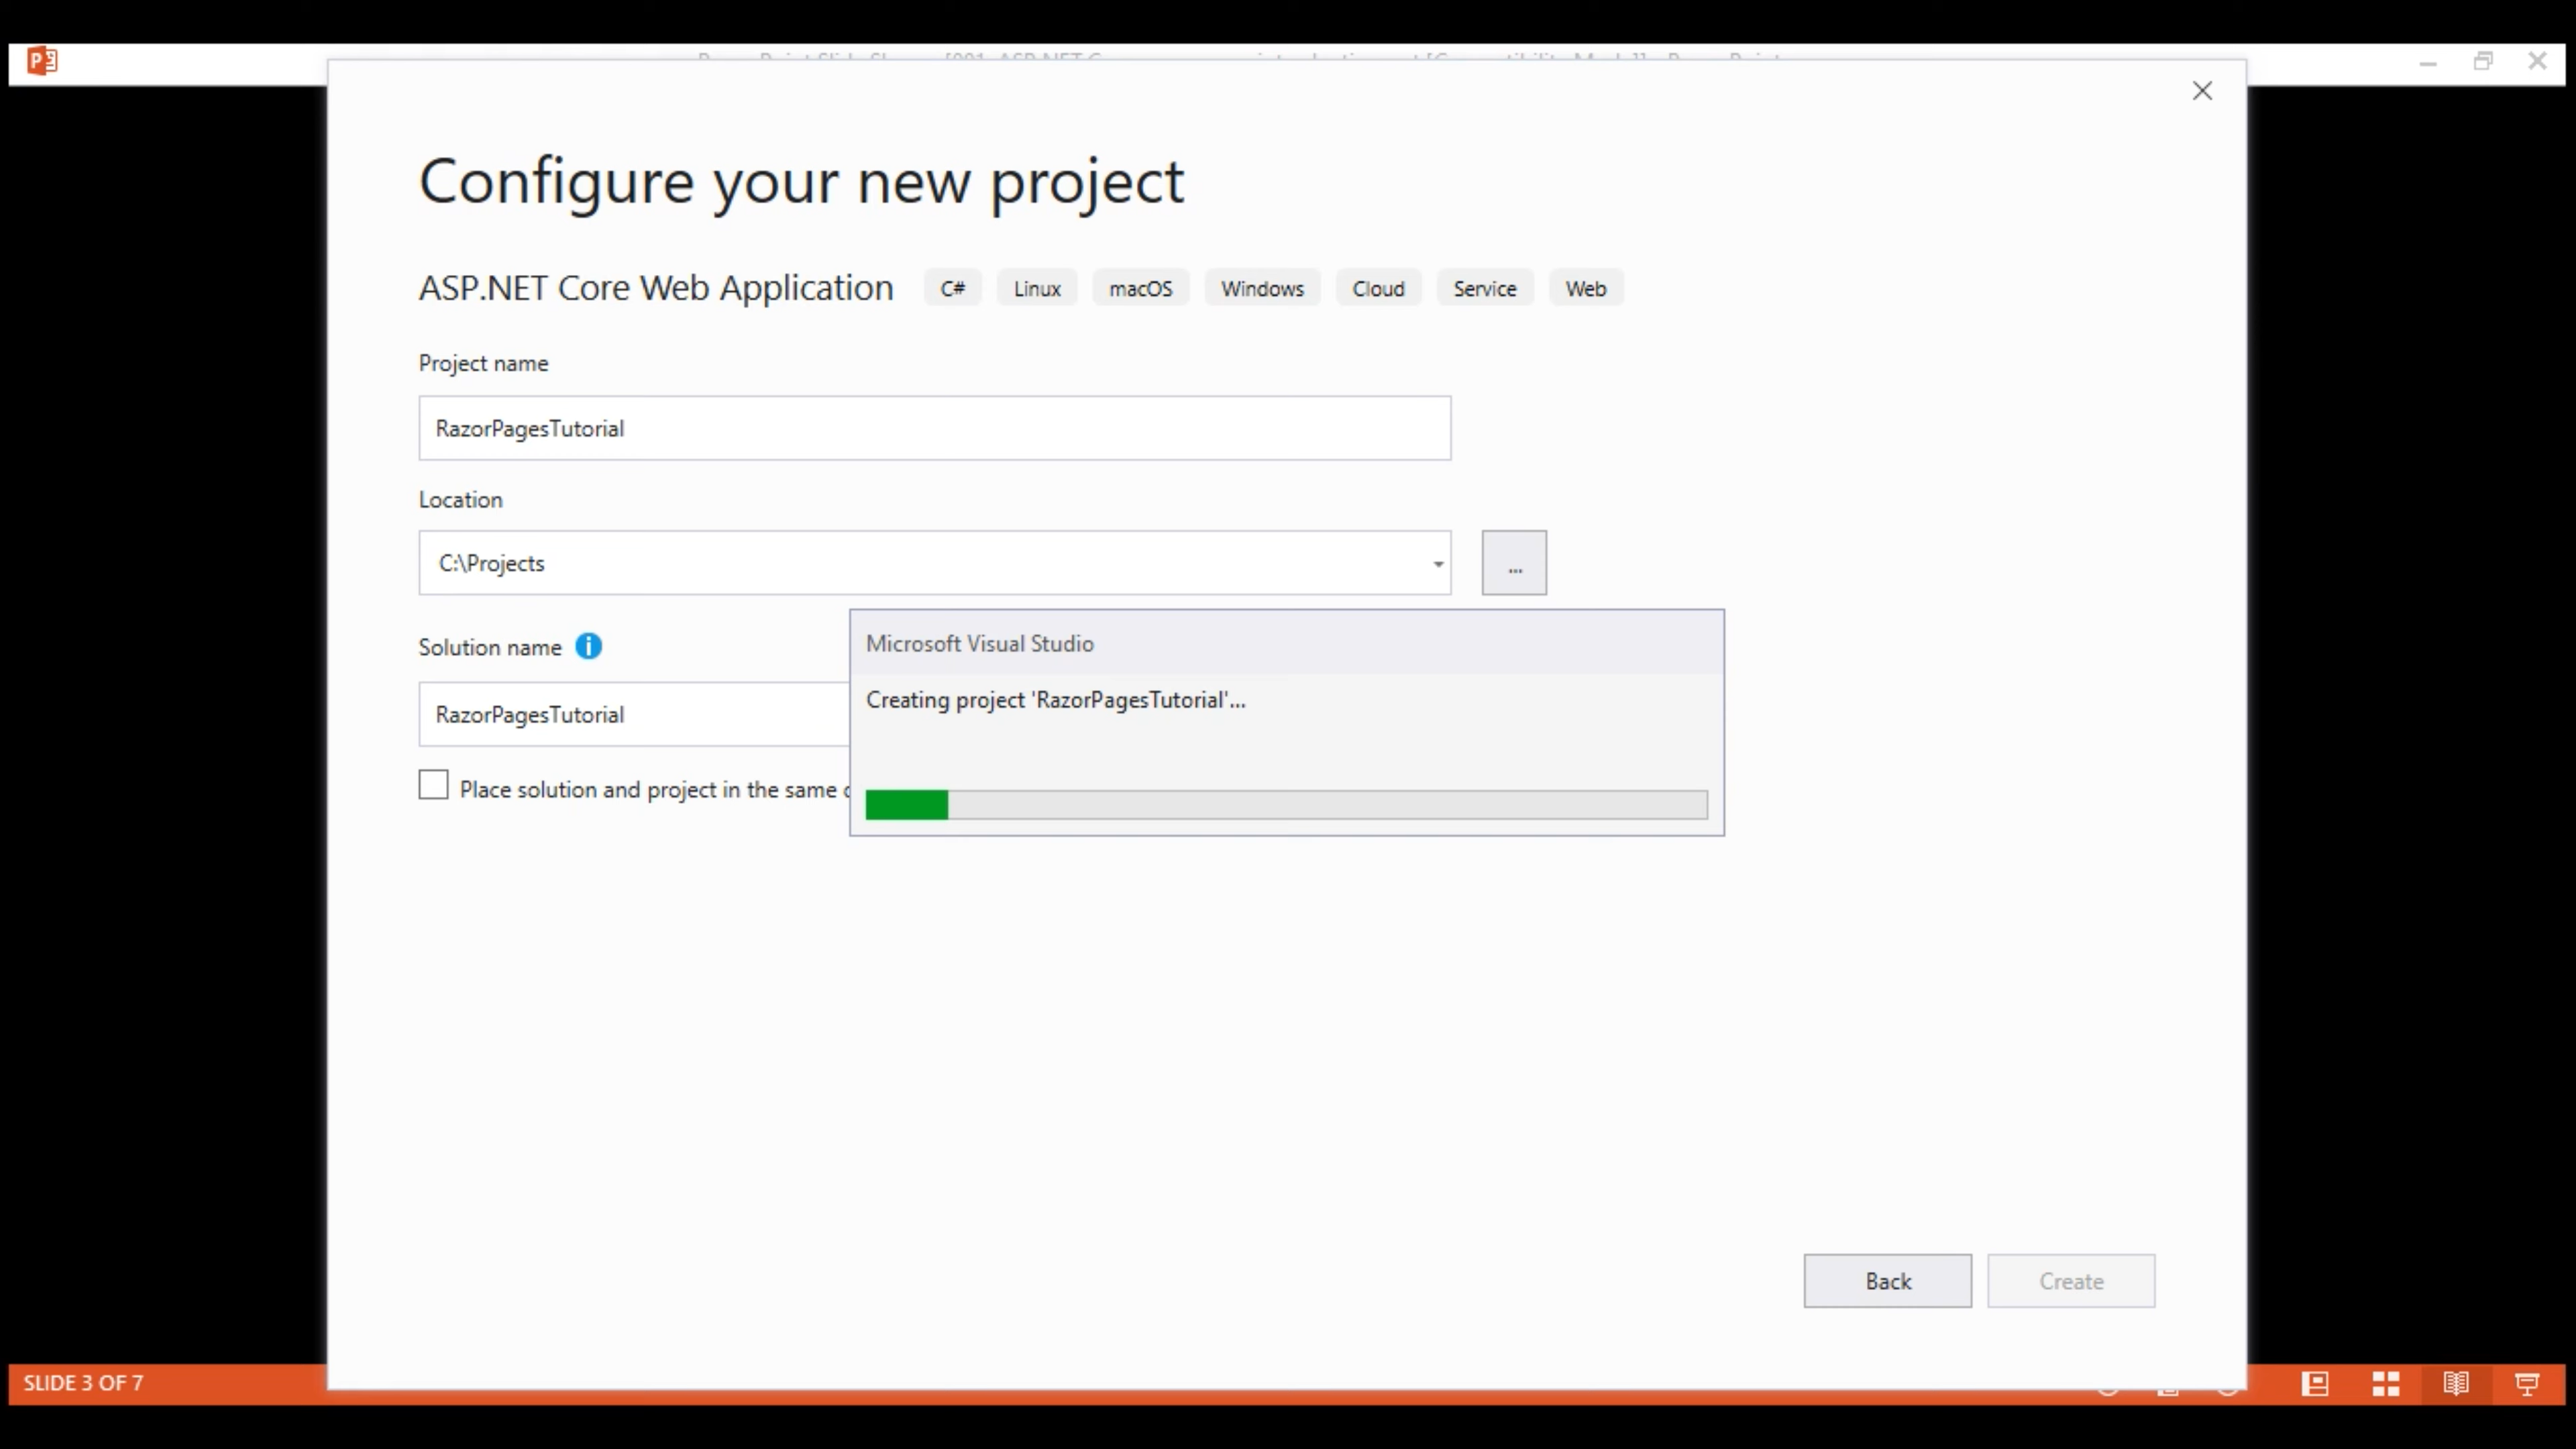 Configure your new project
ASP.NET Core Web Application C# Linux macOS Windows Cloud Service Web
Project name
RazorPagesTutorial
Location
C:\Projects
...
Solution name
RazorPagesTutorial
Place solution and project in the same
Microsoft Visual Studio
Creating project 'RazorPagesTutorial'...
Back
Create
SLIDE 3 OF 7